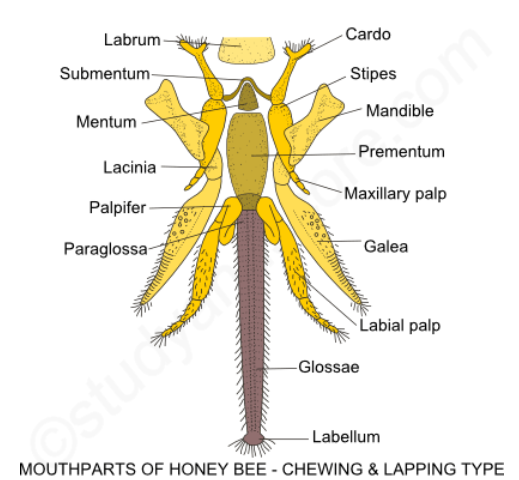 Labrum
Cardo
Submentum
Stipes
Mentum
Mandible
Prementum
Lacinia
Maxillary palp
Palpifer
Paraglossa
Galea
Labial palp
Glossae
Labellum
MOUTHPARTS OF HONEY BEE - CHEWING & LAPPING TYPE